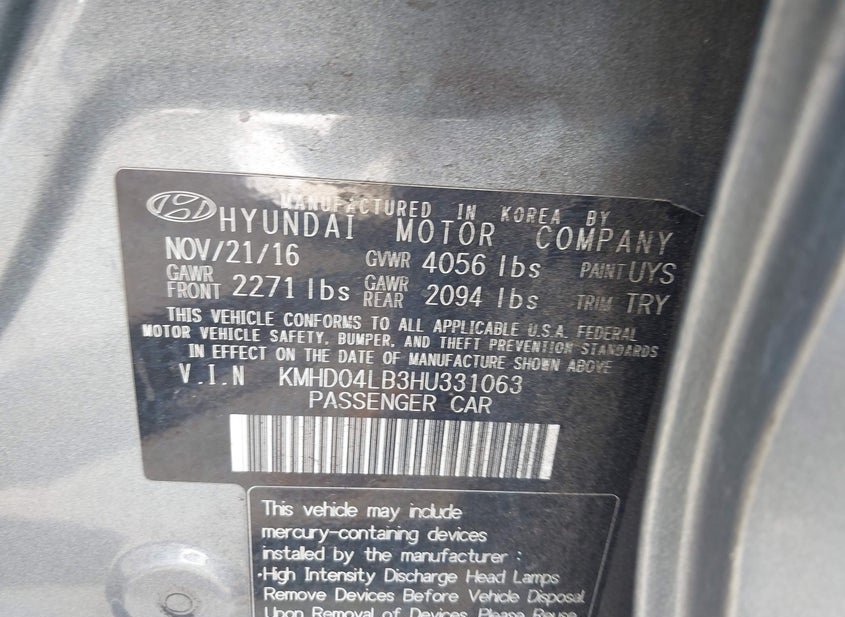 MANUFACTURED IN KOREA BY
HYUNDAI MOTOR COMPANY
NOV/21/16 GVWR 4056 lbs PAINT UYS
GAWR FRONT 2271 lbs GAWR REAR 2094 lbs TRIM TRY
THIS VEHICLE CONFORMS TO ALL APPLICABLE U.S.A. FEDERAL
MOTOR VEHICLE SAFETY, BUMPER, AND THEFT PREVENTION STANDARDS
IN EFFECT ON THE DATE OF MANUFACTURE SHOWN ABOVE
V.I.N KMHD04LB3HU331063
PASSENGER CAR
This vehicle may include
mercury-containing devices
installed by the manufacturer :
·High Intensity Discharge Head Lamps
Remove Devices Before Vehicle Disposal
Upon Removal of Devices Please Reuse,